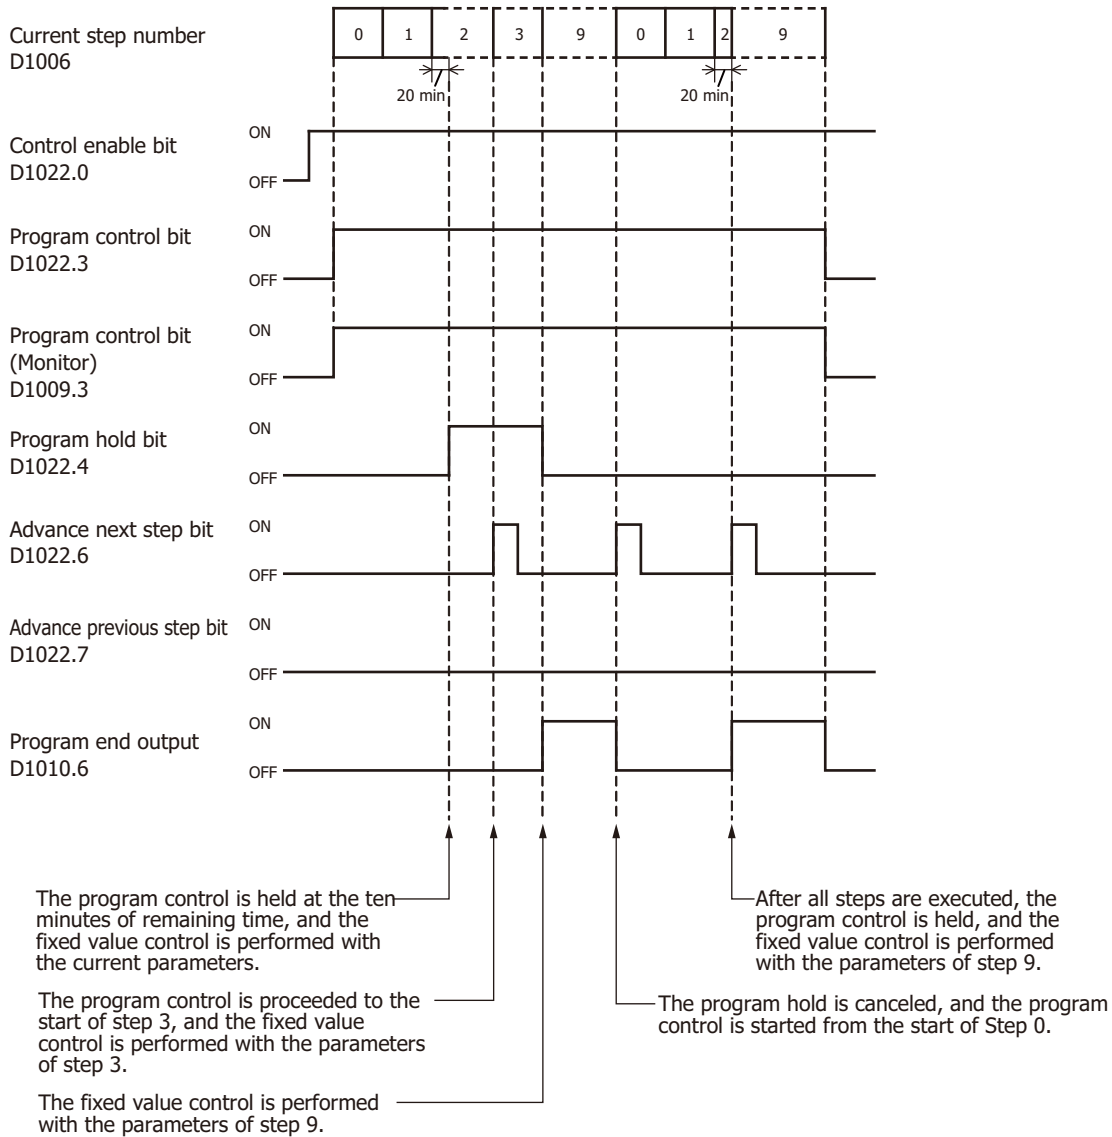 Current step number
D1006
0 1 2 3 9 0 1 2 9
20 min 20 min
Control enable bit
D1022.0
ON
OFF
Program control bit
D1022.3
ON
OFF
Program control bit
(Monitor)
D1009.3
ON
OFF
Program hold bit
D1022.4
ON
OFF
Advance next step bit
D1022.6
ON
OFF
Advance previous step bit
D1022.7
ON
OFF
Program end output
D1010.6
ON
OFF
The program control is held at the ten
minutes of remaining time, and the
fixed value control is performed with
the current parameters.
The program control is proceeded to the
start of step 3, and the fixed value
control is performed with the parameters
of step 3.
The fixed value control is performed
with the parameters of step 9.
After all steps are executed, the
program control is held, and the
fixed value control is performed
with the parameters of step 9.
The program hold is canceled, and the program
control is started from the start of Step 0.